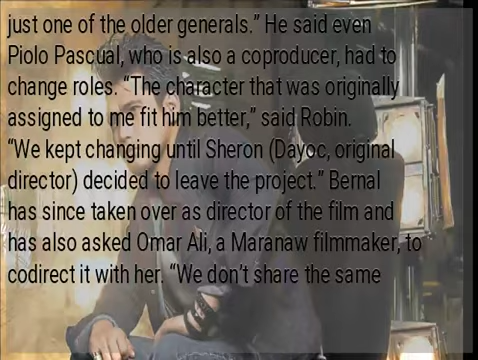 just one of the older generals.” He said even
Piolo Pascual, who is also a coproducer, had to
change roles. “The character that was originally
assigned to me fit him better,” said Robin.
“We kept changing until Sheron (Dayoc, original
director) decided to leave the project.” Bernal
has since taken over as director of the film and
has also asked Omar Ali, a Maranaw filmmaker, to
codirect it with her. “We don’t share the same